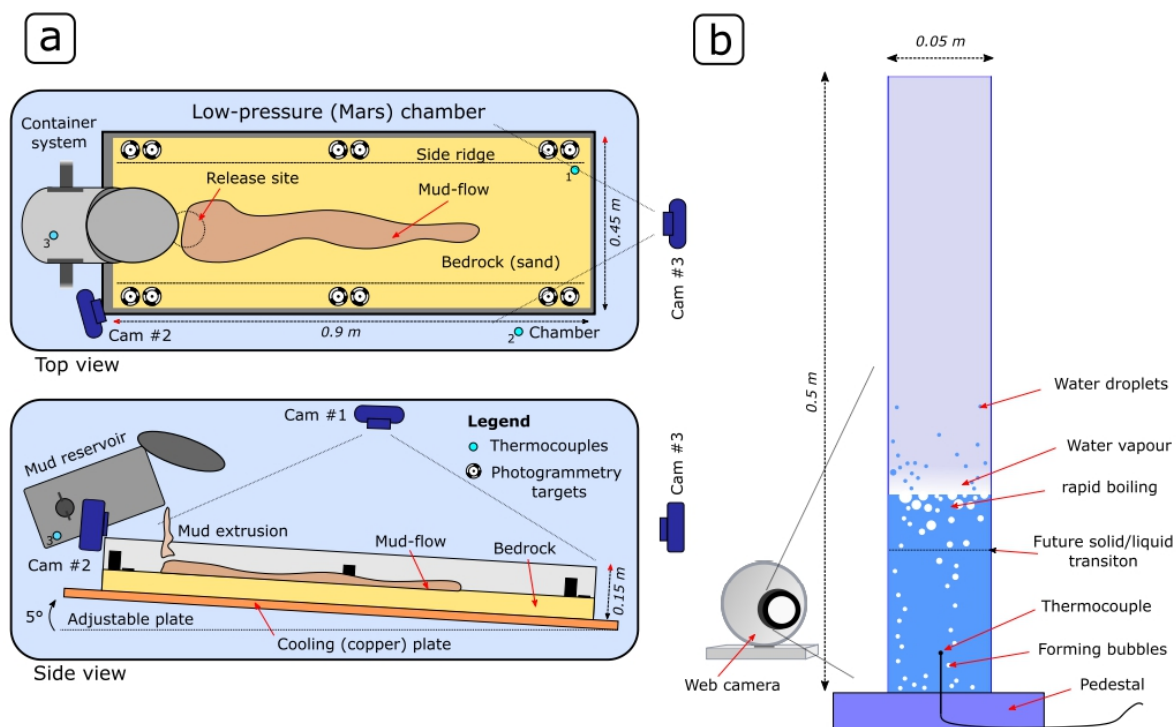 a
Low-pressure (Mars) chamber
Container
system
Release site
Side ridge
Mud-flow
1
3
0.45 m
Bedrock (sand)
Cam #3
Cam #2
0.9 m
2
Chamber
Top view
Cam #1
Legend
Thermocouples
Photogrammetry
targets
Mud reservoir
Mud extrusion
3
Cam #2
Mud-flow
Bedrock
0.15 m
Cam #3
5°
Adjustable plate
Cooling (copper) plate
Side view
b
0.05 m
0.5 m
Water droplets
Water vapour
rapid boiling
Future solid/liquid
transiton
Thermocouple
Forming bubbles
Web camera
Pedestal